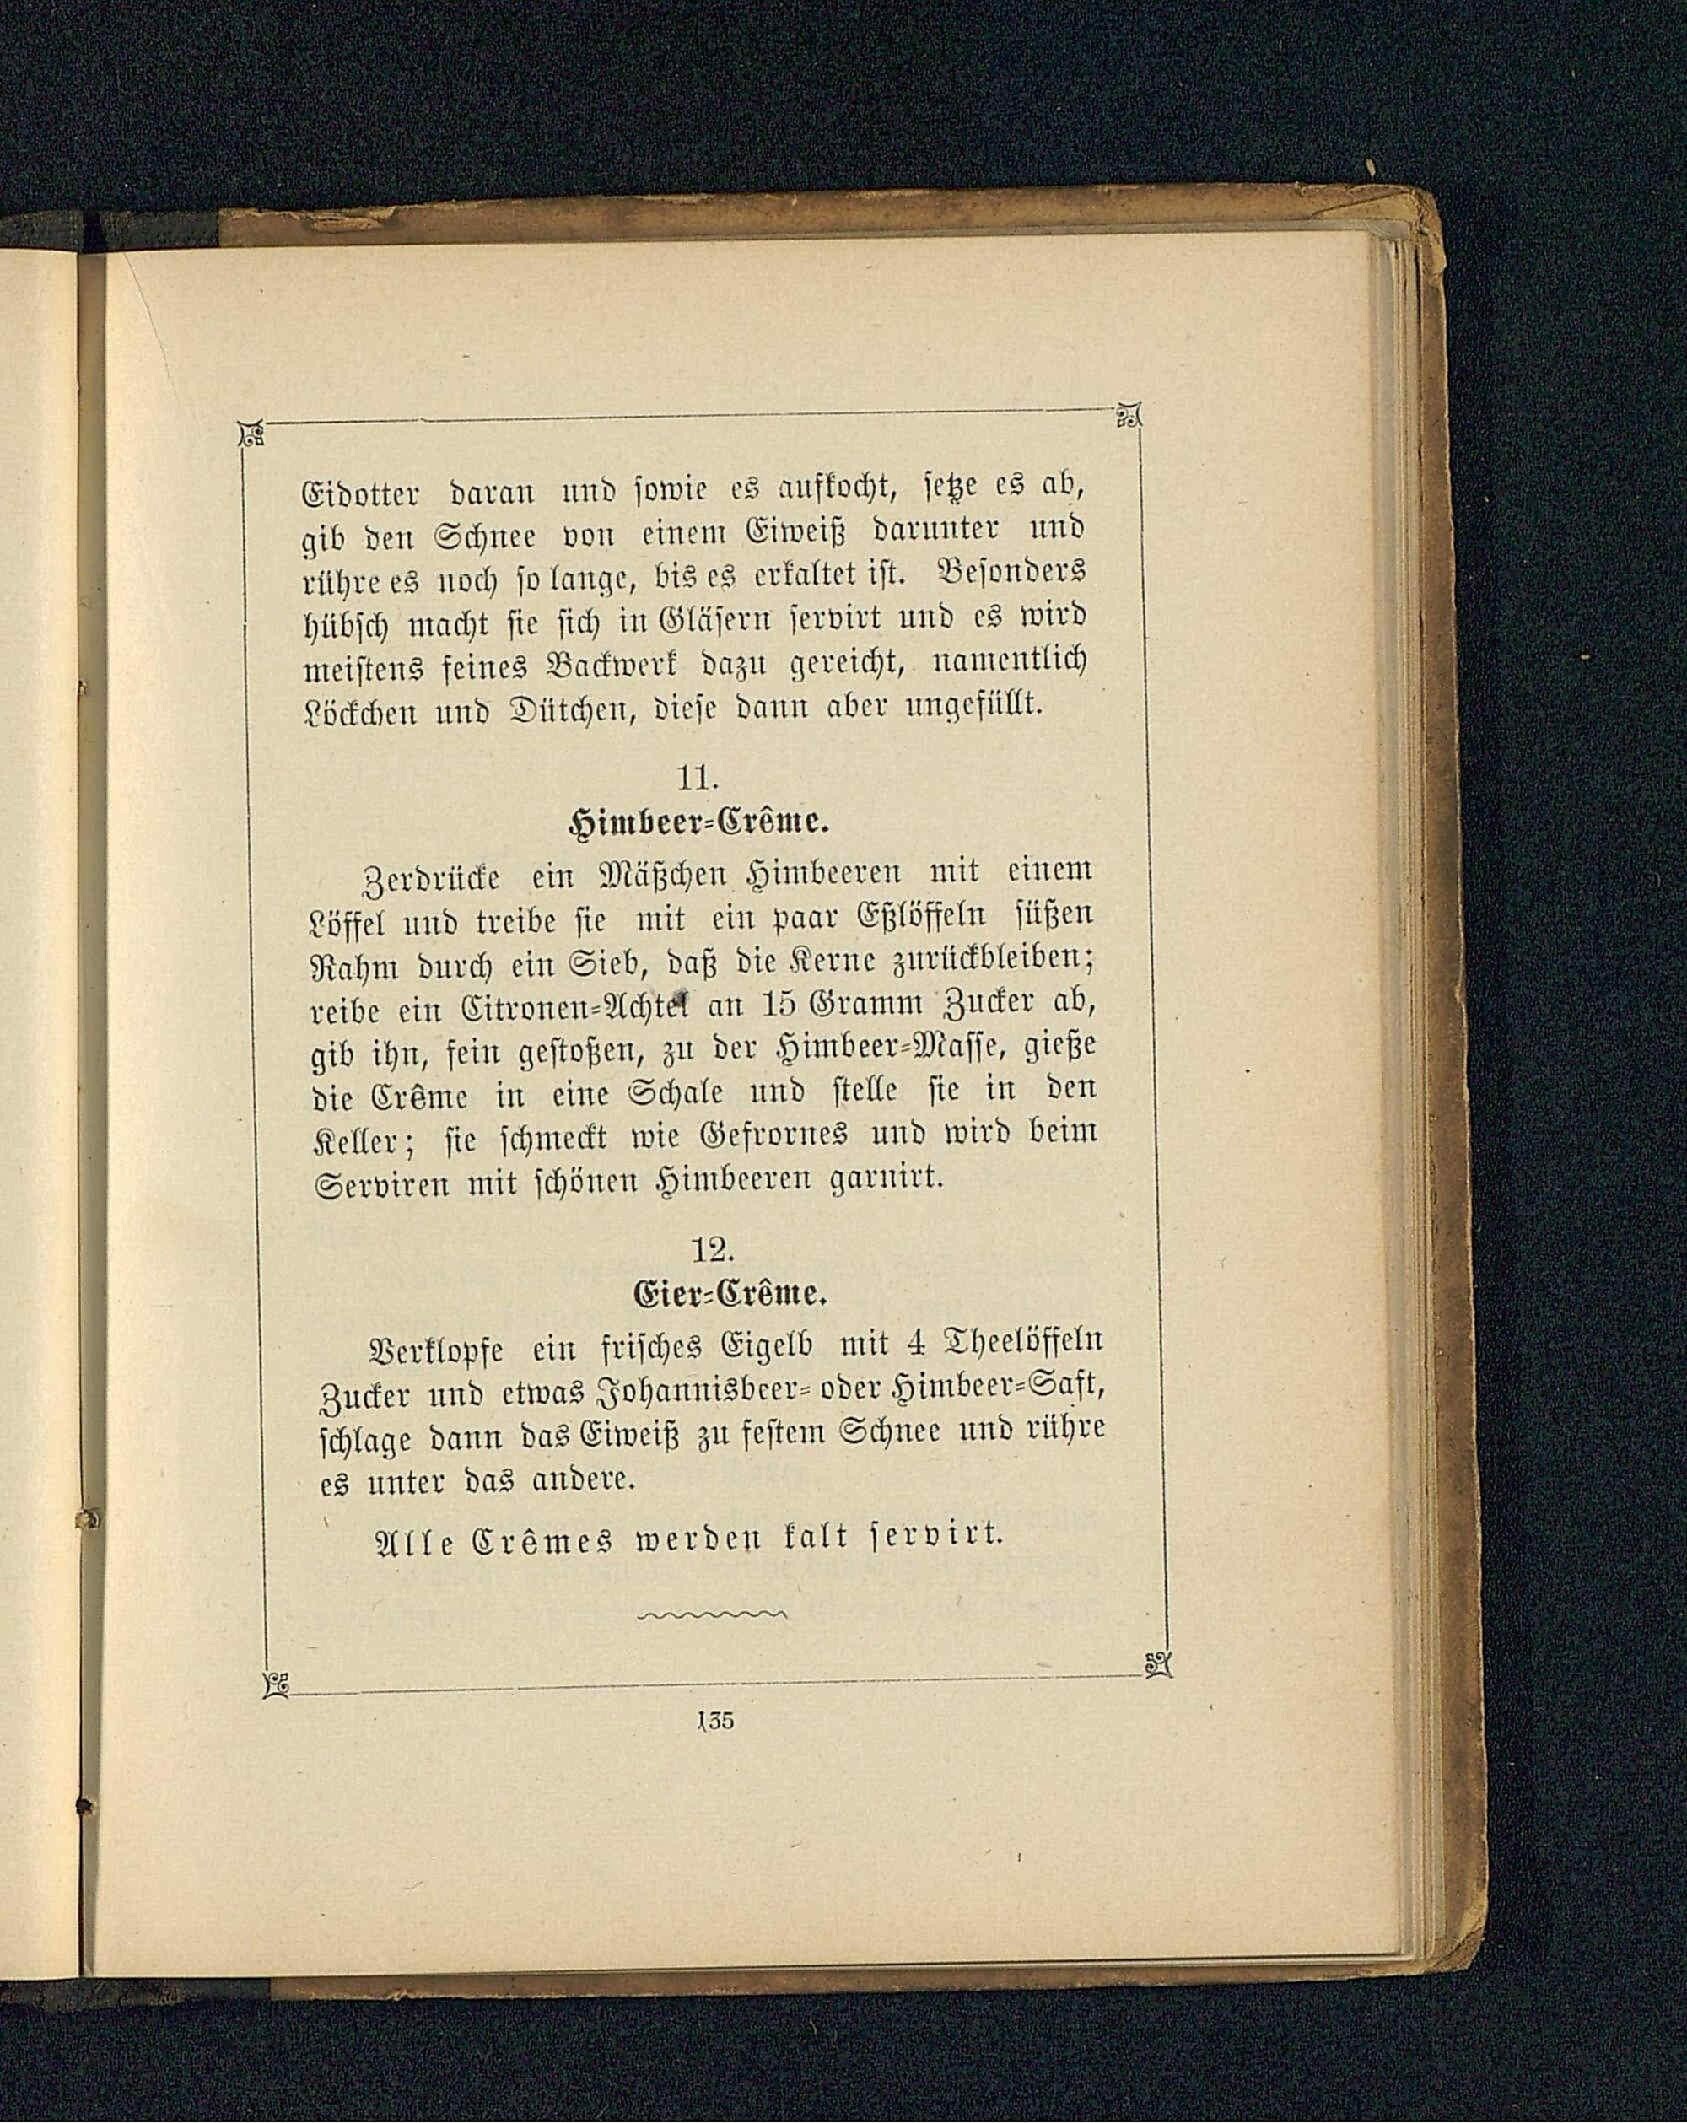 Eidotter daran und sowie es aufkocht, setze es ab,
gib den Schnee von einem Eiweiß darunter und
rühre es noch so lange, bis es erkaltet ist. Besonders
hübsch macht sie sich in Gläsern servirt und es wird
meistens feines Backwerk dazu gereicht, namentlich
Löckchen und Dütchen, diese dann aber ungefüllt.
11.
Himbeer-Crême.
Zerdrücke ein Mäßchen Himbeeren mit einem
Löffel und treibe sie mit ein paar Eßlöffeln süßen
Rahm durch ein Sieb, daß die Kerne zurückbleiben;
reibe ein Citronen-Achtel an 15 Gramm Zucker ab,
gib ihn, fein gestoßen, zu der Himbeer-Masse, gieße
die Crême in eine Schale und stelle sie in den
Keller; sie schmeckt wie Gefrornes und wird beim
Serviren mit schönen Himbeeren garnirt.
12.
Eier-Crême.
Verklopfe ein frisches Eigelb mit 4 Theelöffeln
Zucker und etwas Johannisbeer- oder Himbeer-Saft,
schlage dann das Eiweiß zu festem Schnee und rühre
es unter das andere.
Alle Crêmes werden kalt servirt.
135